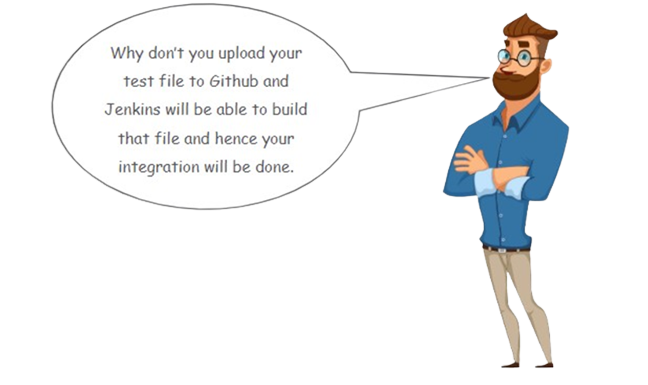 Why don't you upload your
test file to Github and
Jenkins will be able to build
that file and hence your
integration will be done.